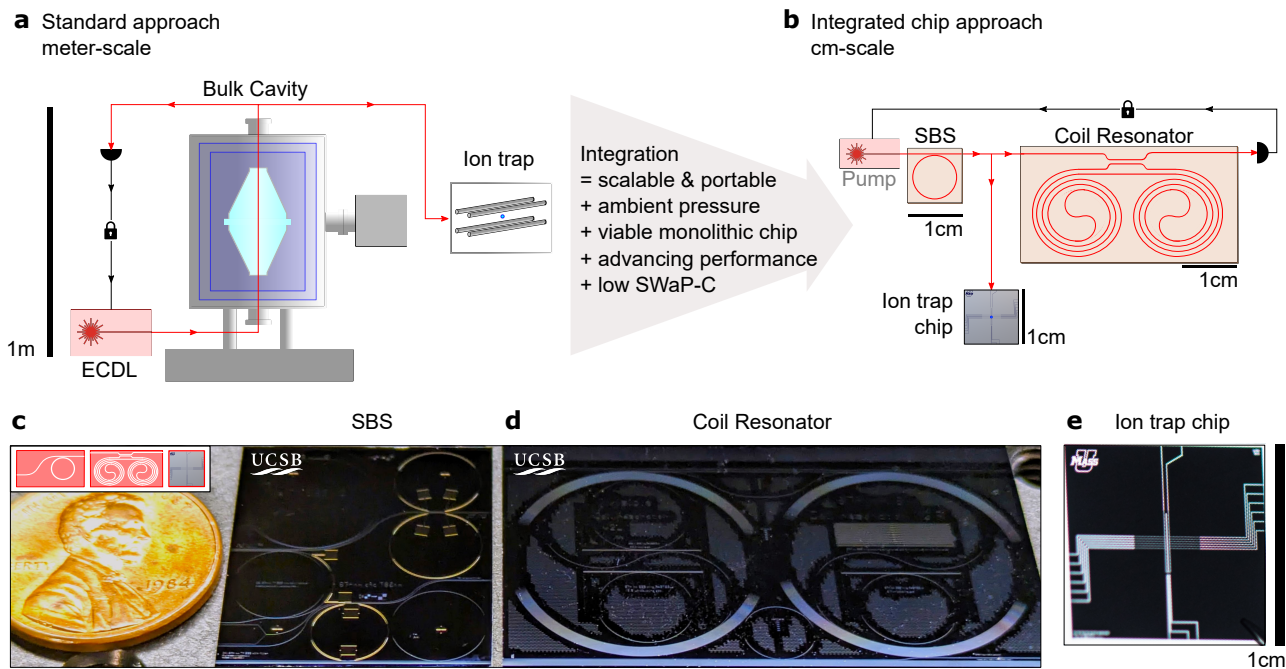 a Standard approach
meter-scale
Bulk Cavity
Ion trap
1m
ECDL
Integration
= scalable & portable
+ ambient pressure
+ viable monolithic chip
+ advancing performance
+ low SWaP-C
b Integrated chip approach
cm-scale
SBS
Coil Resonator
Pump
1cm
1cm
Ion trap
chip
1cm
c SBS
d Coil Resonator
e Ion trap chip
UCSB
UCSB
UMASS
1984
1cm